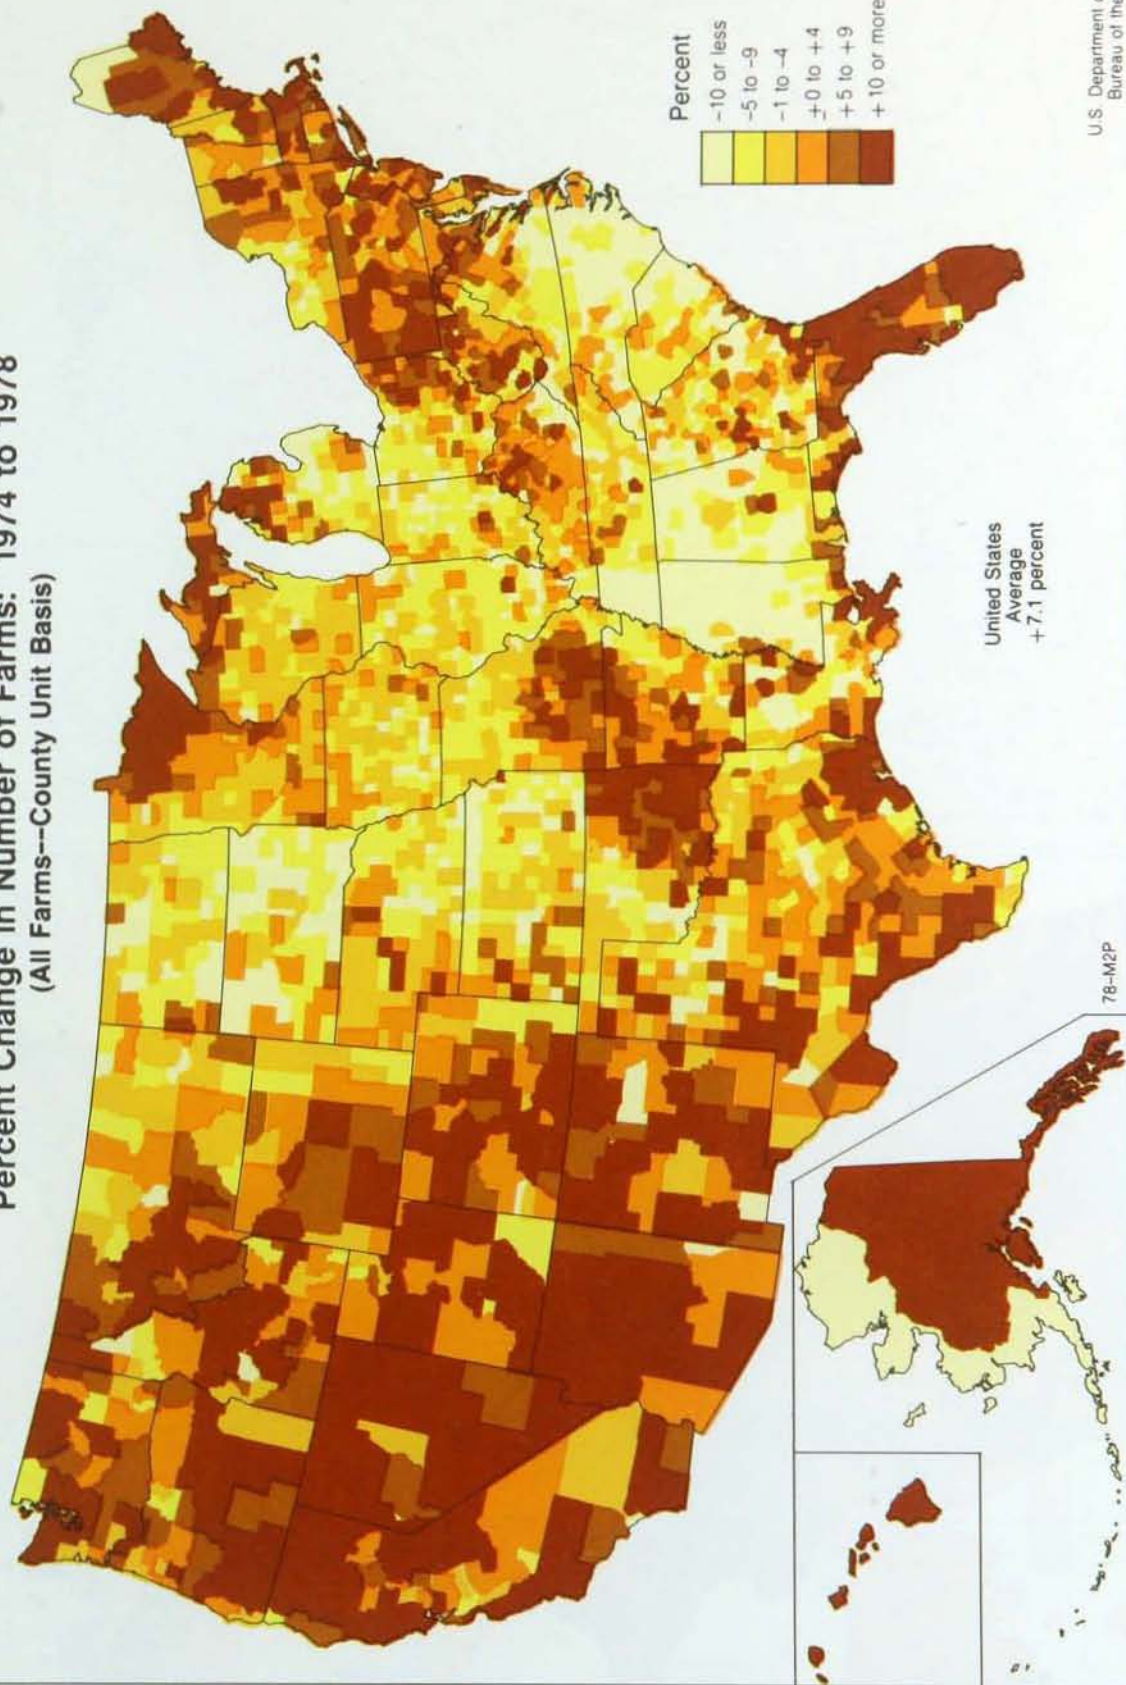 Percent Change in Number of Farms: 1974 to 1978
(All Farms--County Unit Basis)
Percent
-10 or less
-5 to -9
-1 to -4
±0 to +4
+5 to +9
+10 or more
United States
Average
+7.1 percent
78-M2P
U.S. Department
Bureau of the